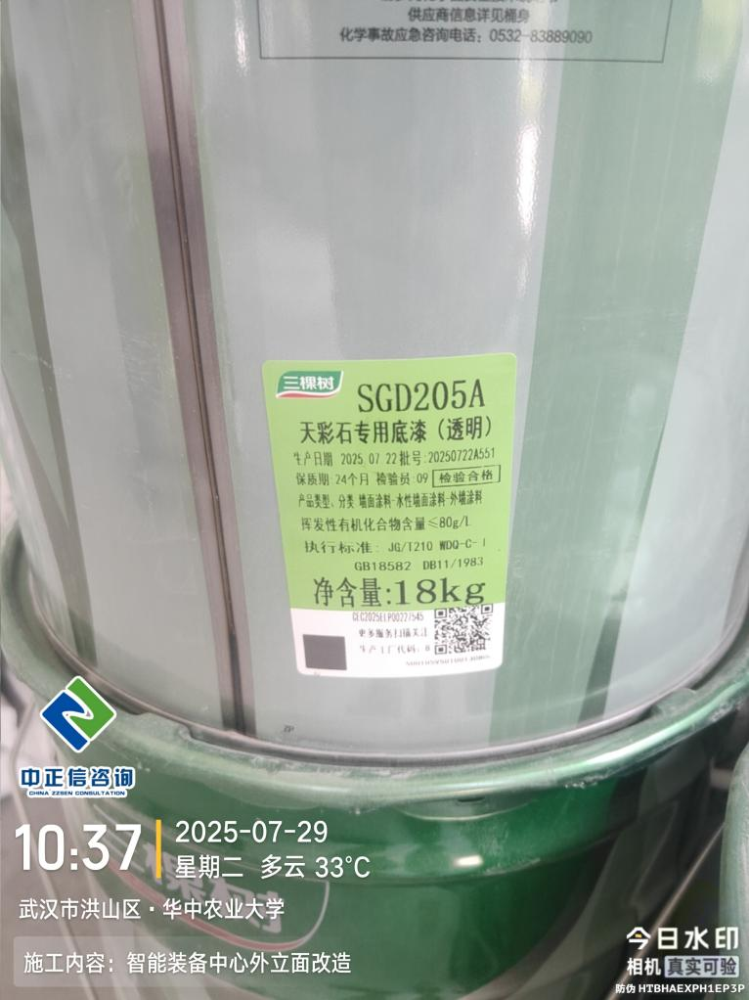 供应商信息详见桶身
化学事故应急咨询电话：0532-83889090
三棵树
SGD205A
天彩石专用底漆（透明）
生产日期 2025.07.22 批号:20250722A551
保质期:24个月 检验员:09 检验合格
产品类型、分类 墙面涂料-水性墙面涂料-外墙涂料
挥发性有机化合物含量≤80g/L
执行标准: JG/T210 WDQ-C-Ⅰ
GB18582 DB11/1983
净含量:18kg
CEC2025ELP00227545
更多服务扫描关注
生产工厂代码: B
ZP
中正信咨询
CHINA ZZSEN CONSULTATION
10:37
2025-07-29
星期二 多云 33°C
武汉市洪山区·华中农业大学
施工内容：智能装备中心外立面改造
今日水印
相机 真实可验
防伪 HTBHAEXPH1EP3P